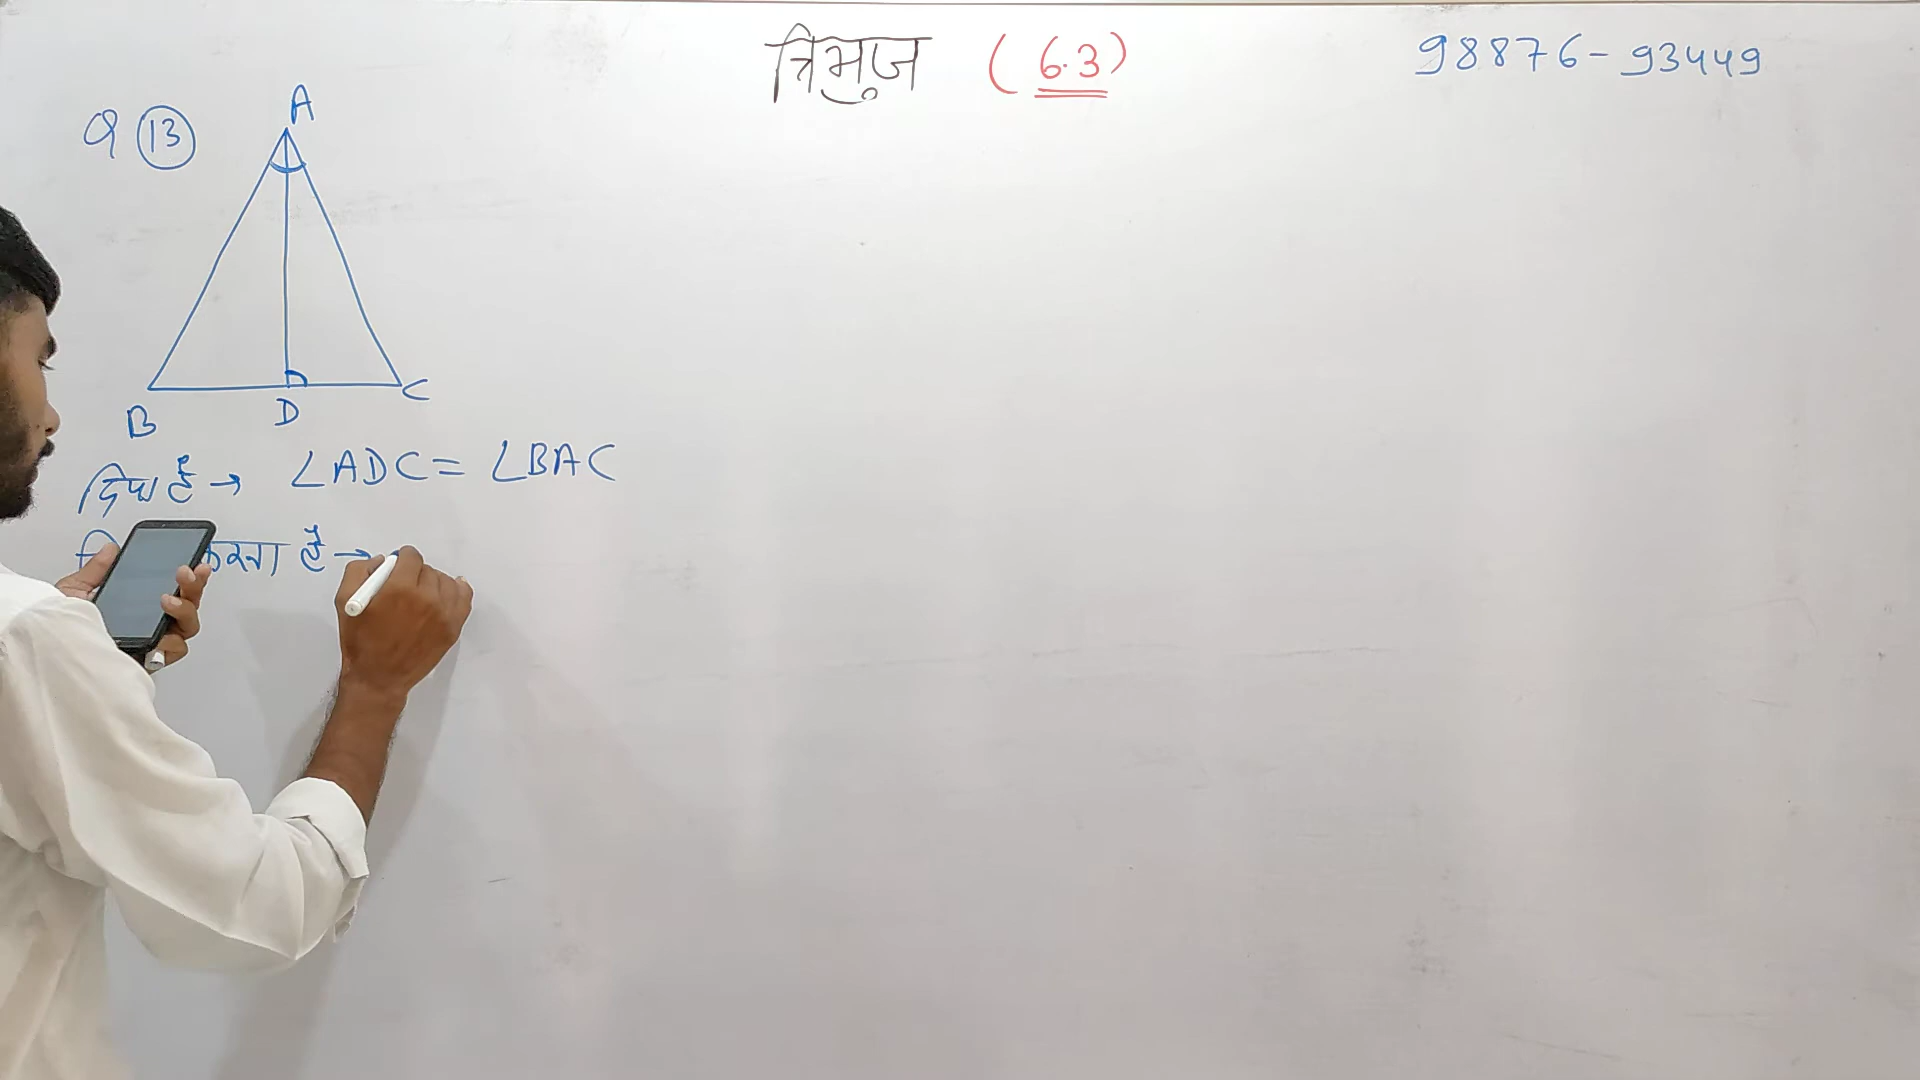 त्रिभुज (6.3)
98876-93449
Q 13
A
B
D
C
दिया है → ∠ADC = ∠BAC
करना है →